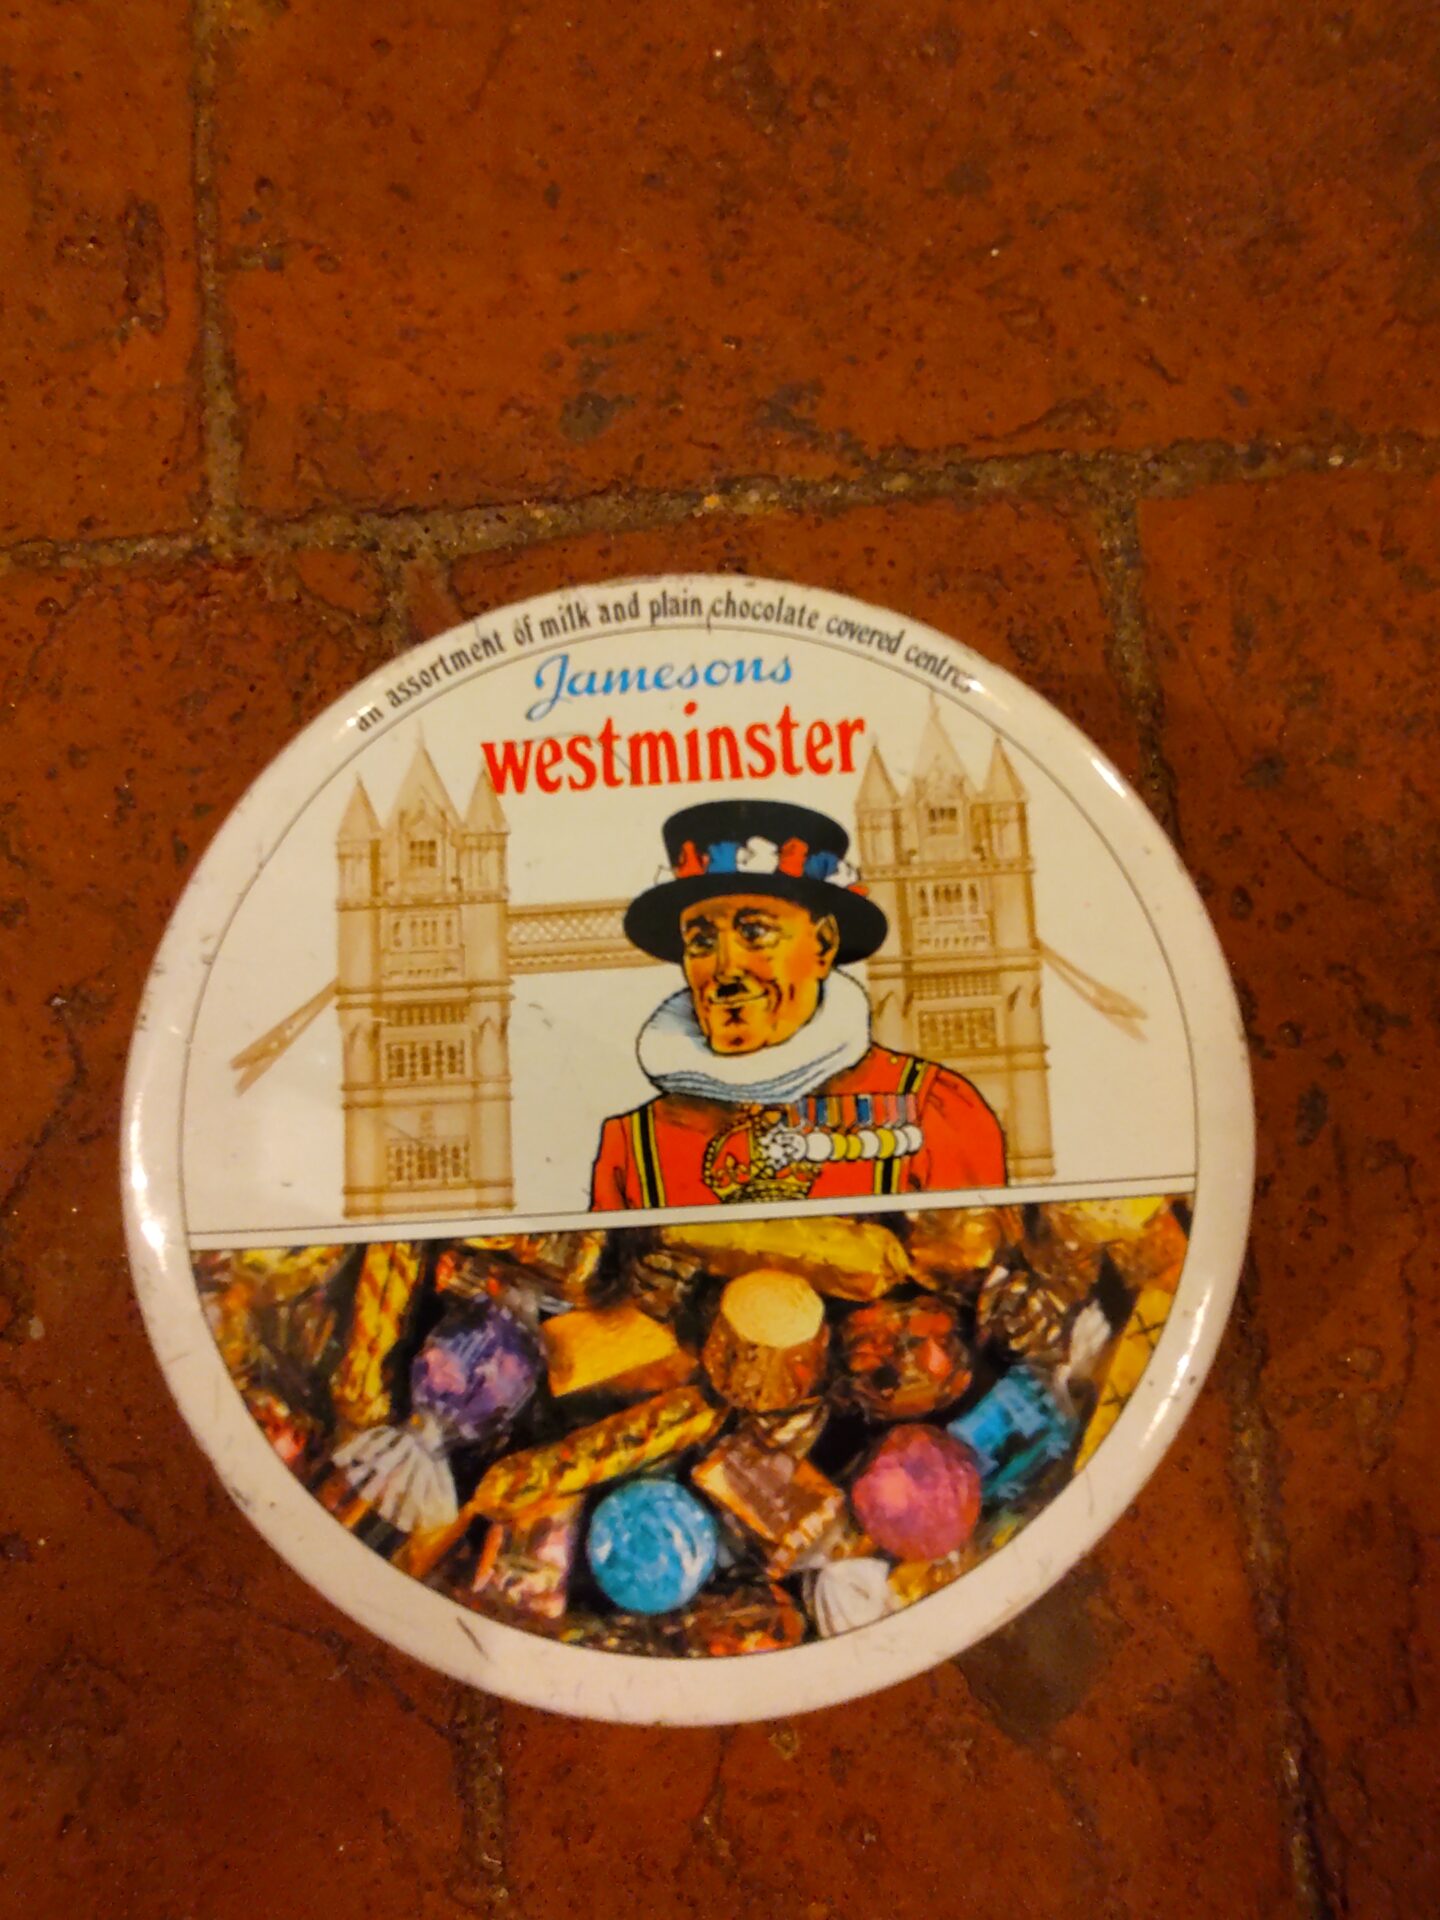 an assortment of milk and plain chocolate covered centres
Jamesons
westminster